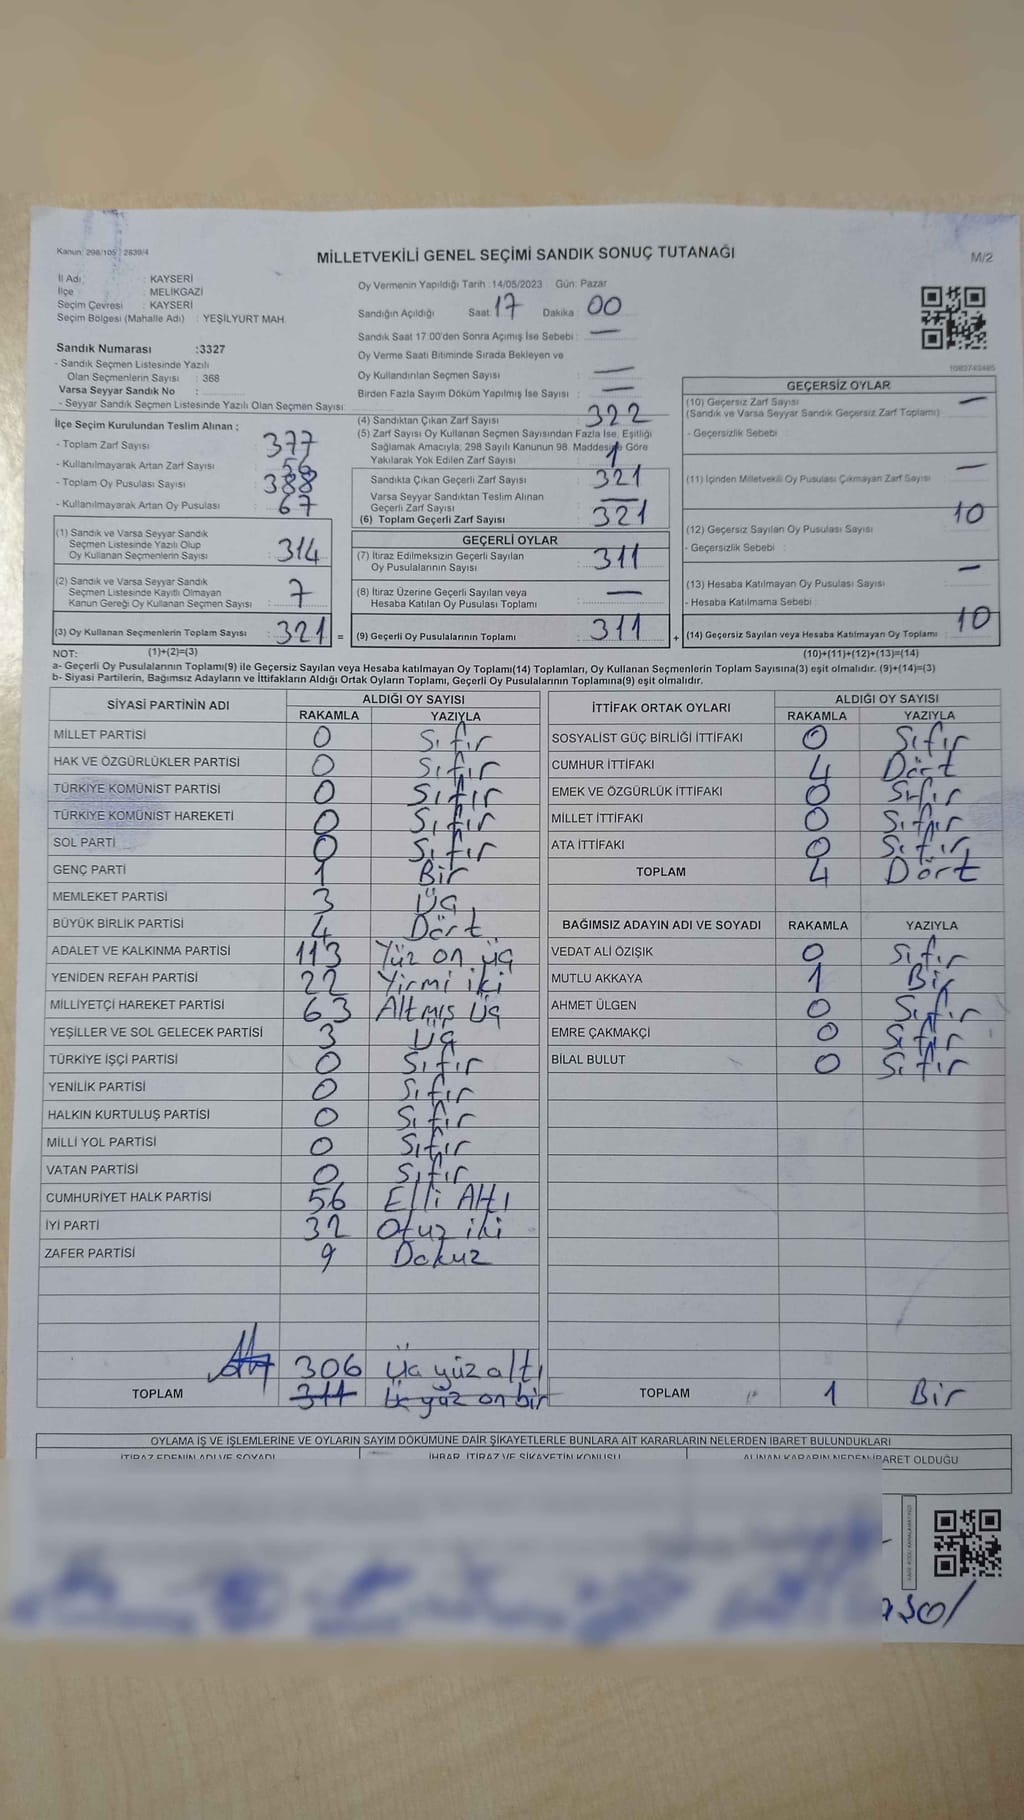 Kanun: 298/105 ; 2839/4
MİLLETVEKİLİ GENEL SEÇİMİ SANDIK SONUÇ TUTANAĞI
M/2
İl Adı : KAYSERİ
İlçe : MELİKGAZİ
Seçim Çevresi : KAYSERİ
Seçim Bölgesi (Mahalle Adı) : YEŞİLYURT MAH.
Oy Vermenin Yapıldığı Tarih : 14/05/2023 Gün: Pazar
Sandığın Açıldığı Saat: 17 Dakika : 00
Sandık Saat 17:00'den Sonra Açımış İse Sebebi : —
Oy Verme Saati Bitiminde Sırada Bekleyen ve
Oy Kullandırılan Seçmen Sayısı : —
Birden Fazla Sayım Döküm Yapılmış İse Sayısı : —
Sandık Numarası :3327
- Sandık Seçmen Listesinde Yazılı
Olan Seçmenlerin Sayısı : 368
Varsa Seyyar Sandık No :
- Seyyar Sandık Seçmen Listesinde Yazılı Olan Seçmen Sayısı:
İlçe Seçim Kurulundan Teslim Alınan :
- Toplam Zarf Sayısı : 377
- Kullanılmayarak Artan Zarf Sayısı : 56
- Toplam Oy Pusulası Sayısı : 388
- Kullanılmayarak Artan Oy Pusulası : 67
(4) Sandıktan Çıkan Zarf Sayısı : 322
(5) Zarf Sayısı Oy Kullanan Seçmen Sayısından Fazla İse, Eşitliği
Sağlamak Amacıyla, 298 Sayılı Kanunun 98. Maddesine Göre
Yakılarak Yok Edilen Zarf Sayısı : 1
Sandıkta Çıkan Geçerli Zarf Sayısı : 321
Varsa Seyyar Sandıktan Teslim Alınan
Geçerli Zarf Sayısı : —
(6) Toplam Geçerli Zarf Sayısı : 321
1083743485
GEÇERSİZ OYLAR
(10) Geçersiz Zarf Sayısı : —
(Sandık ve Varsa Seyyar Sandık Geçersiz Zarf Toplamı)
- Geçersizlik Sebebi :
(11) İçinden Milletvekili Oy Pusulası Çıkmayan Zarf Sayısı : —
(12) Geçersiz Sayılan Oy Pusulası Sayısı : 10
- Geçersizlik Sebebi :
(13) Hesaba Katılmayan Oy Pusulası Sayısı : —
- Hesaba Katılmama Sebebi :
(14) Geçersiz Sayılan veya Hesaba Katılmayan Oy Toplamı : 10
(1) Sandık ve Varsa Seyyar Sandık
Seçmen Listesinde Yazılı Olup
Oy Kullanan Seçmenlerin Sayısı : 314
(2) Sandık ve Varsa Seyyar Sandık
Seçmen Listesinde Kayıtlı Olmayan
Kanun Gereği Oy Kullanan Seçmen Sayısı : 7
(3) Oy Kullanan Seçmenlerin Toplam Sayısı : 321 =
GEÇERLİ OYLAR
(7) İtiraz Edilmeksizin Geçerli Sayılan
Oy Pusulalarının Sayısı : 311
(8) İtiraz Üzerine Geçerli Sayılan veya
Hesaba Katılan Oy Pusulası Toplamı : —
(9) Geçerli Oy Pusulalarının Toplamı : 311 +
NOT: (1)+(2)=(3)
(10)+(11)+(12)+(13)=(14)
a- Geçerli Oy Pusulalarının Toplamı(9) ile Geçersiz Sayılan veya Hesaba katılmayan Oy Toplamı(14) Toplamları, Oy Kullanan Seçmenlerin Toplam Sayısına(3) eşit olmalıdır. (9)+(14)=(3)
b- Siyasi Partilerin, Bağımsız Adayların ve İttifakların Aldığı Ortak Oyların Toplamı, Geçerli Oy Pusulalarının Toplamına(9) eşit olmalıdır.
SİYASİ PARTİNİN ADI ALDIĞI OY SAYISI
RAKAMLA YAZIYLA
MİLLET PARTİSİ 0 Sıfır
HAK VE ÖZGÜRLÜKLER PARTİSİ 0 Sıfır
TÜRKİYE KOMÜNİST PARTİSİ 0 Sıfır
TÜRKİYE KOMÜNİST HAREKETİ 0 Sıfır
SOL PARTİ 0 Sıfır
GENÇ PARTİ 1 Bir
MEMLEKET PARTİSİ 3 Üç
BÜYÜK BİRLİK PARTİSİ 4 Dört
ADALET VE KALKINMA PARTİSİ 113 Yüz on üç
YENİDEN REFAH PARTİSİ 22 Yirmi iki
MİLLİYETÇİ HAREKET PARTİSİ 63 Altmış Üç
YEŞİLLER VE SOL GELECEK PARTİSİ 3 Üç
TÜRKİYE İŞÇİ PARTİSİ 0 Sıfır
YENİLİK PARTİSİ 0 Sıfır
HALKIN KURTULUŞ PARTİSİ 0 Sıfır
MİLLİ YOL PARTİSİ 0 Sıfır
VATAN PARTİSİ 0 Sıfır
CUMHURİYET HALK PARTİSİ 56 Elli Altı
İYİ PARTİ 32 Otuz iki
ZAFER PARTİSİ 9 Dokuz
306 Üç yüz altı
TOPLAM 311 Üç yüz on bir
İTTİFAK ORTAK OYLARI ALDIĞI OY SAYISI
RAKAMLA YAZIYLA
SOSYALİST GÜÇ BİRLİĞİ İTTİFAKI 0 Sıfır
CUMHUR İTTİFAKI 4 Dört
EMEK VE ÖZGÜRLÜK İTTİFAKI 0 Sıfır
MİLLET İTTİFAKI 0 Sıfır
ATA İTTİFAKI 0 Sıfır
TOPLAM 4 Dört
BAĞIMSIZ ADAYIN ADI VE SOYADI RAKAMLA YAZIYLA
VEDAT ALİ ÖZIŞIK 0 Sıfır
MUTLU AKKAYA 1 Bir
AHMET ÜLGEN 0 Sıfır
EMRE ÇAKMAKÇİ 0 Sıfır
BİLAL BULUT 0 Sıfır
TOPLAM 1 Bir
OYLAMA İŞ VE İŞLEMLERİNE VE OYLARIN SAYIM DÖKÜMÜNE DAİR ŞİKAYETLERLE BUNLARA AİT KARARLARIN NELERDEN İBARET BULUNDUKLARI
İTİRAZ EDENİN ADI VE SOYADI İHBAR, İTİRAZ VE ŞİKAYETİN KONUSU ALINAN KARARIN NEDEN İBARET OLDUĞU